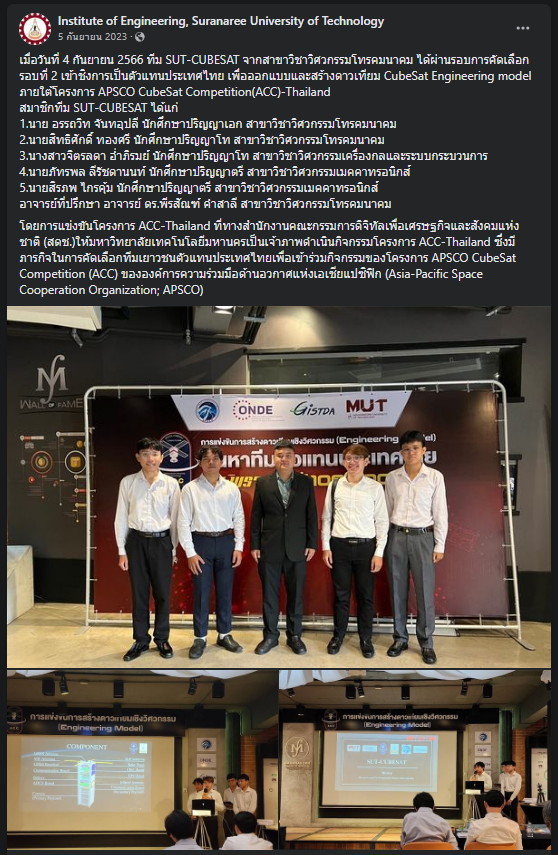 Institute of Engineering, Suranaree University of Technology
5 กันยายน 2023 ·
เมื่อวันที่ 4 กันยายน 2566 ทีม SUT-CUBESAT จากสาขาวิชาวิศวกรรมโทรคมนาคม ได้ผ่านรอบการคัดเลือก
รอบที่ 2 เข้าชิงการเป็นตัวแทนประเทศไทย เพื่อออกแบบและสร้างดาวเทียม CubeSat Engineering model
ภายใต้โครงการ APSCO CubeSat Competition(ACC)-Thailand
สมาชิกทีม SUT-CUBESAT ได้แก่
1.นาย อรรถวิท จันทอุปลี นักศึกษาปริญญาเอก สาขาวิชาวิศวกรรมโทรคมนาคม
2.นายสิทธิศักดิ์ ทองศรี นักศึกษาปริญญาโท สาขาวิชาวิศวกรรมโทรคมนาคม
3.นางสาวจิตรลดา อ่ำภิรมย์ นักศึกษาปริญญาโท สาขาวิชาวิศวกรรมเครื่องกลและระบบกระบวนการ
4.นายภัทรพล ลีรัชตานนท์ นักศึกษาปริญญาตรี สาขาวิชาวิศวกรรมเมคคาทรอนิกส์
5.นายสิรภพ ไกรคุ้ม นักศึกษาปริญญาตรี สาขาวิชาวิศวกรรมเมคคาทรอนิกส์
อาจารย์ที่ปรึกษา อาจารย์ ดร.พีรสัณฑ์ คำสาลี สาขาวิชาวิศวกรรมโทรคมนาคม
โดยการแข่งขันโครงการ ACC-Thailand ที่ทางสำนักงานคณะกรรมการดิจิทัลเพื่อเศรษฐกิจและสังคมแห่ง
ชาติ (สดช.)ให้มหาวิทยาลัยเทคโนโลยีมหานครเป็นเจ้าภาพดำเนินกิจกรรมโครงการ ACC-Thailand ซึ่งมี
ภารกิจในการคัดเลือกทีมเยาวชนตัวแทนประเทศไทยเพื่อเข้าร่วมกิจกรรมของโครงการ APSCO CubeSat
Competition (ACC) ขององค์การความร่วมมือด้านอวกาศแห่งเอเชียแปซิฟิก (Asia-Pacific Space
Cooperation Organization; APSCO)
WALL OF FAME
ONDE GISTDA MUT
การแข่งขันการสร้างดาวเทียมเชิงวิศวกรรม (Engineering Model)
การแข่งขันการสร้างดาวเทียมเชิงวิศวกรรม
(Engineering Model)
COMPONENT
การแข่งขันการสร้างดาวเทียมเชิงวิศวกรรม
(Engineering Model)
SUT-CUBESAT